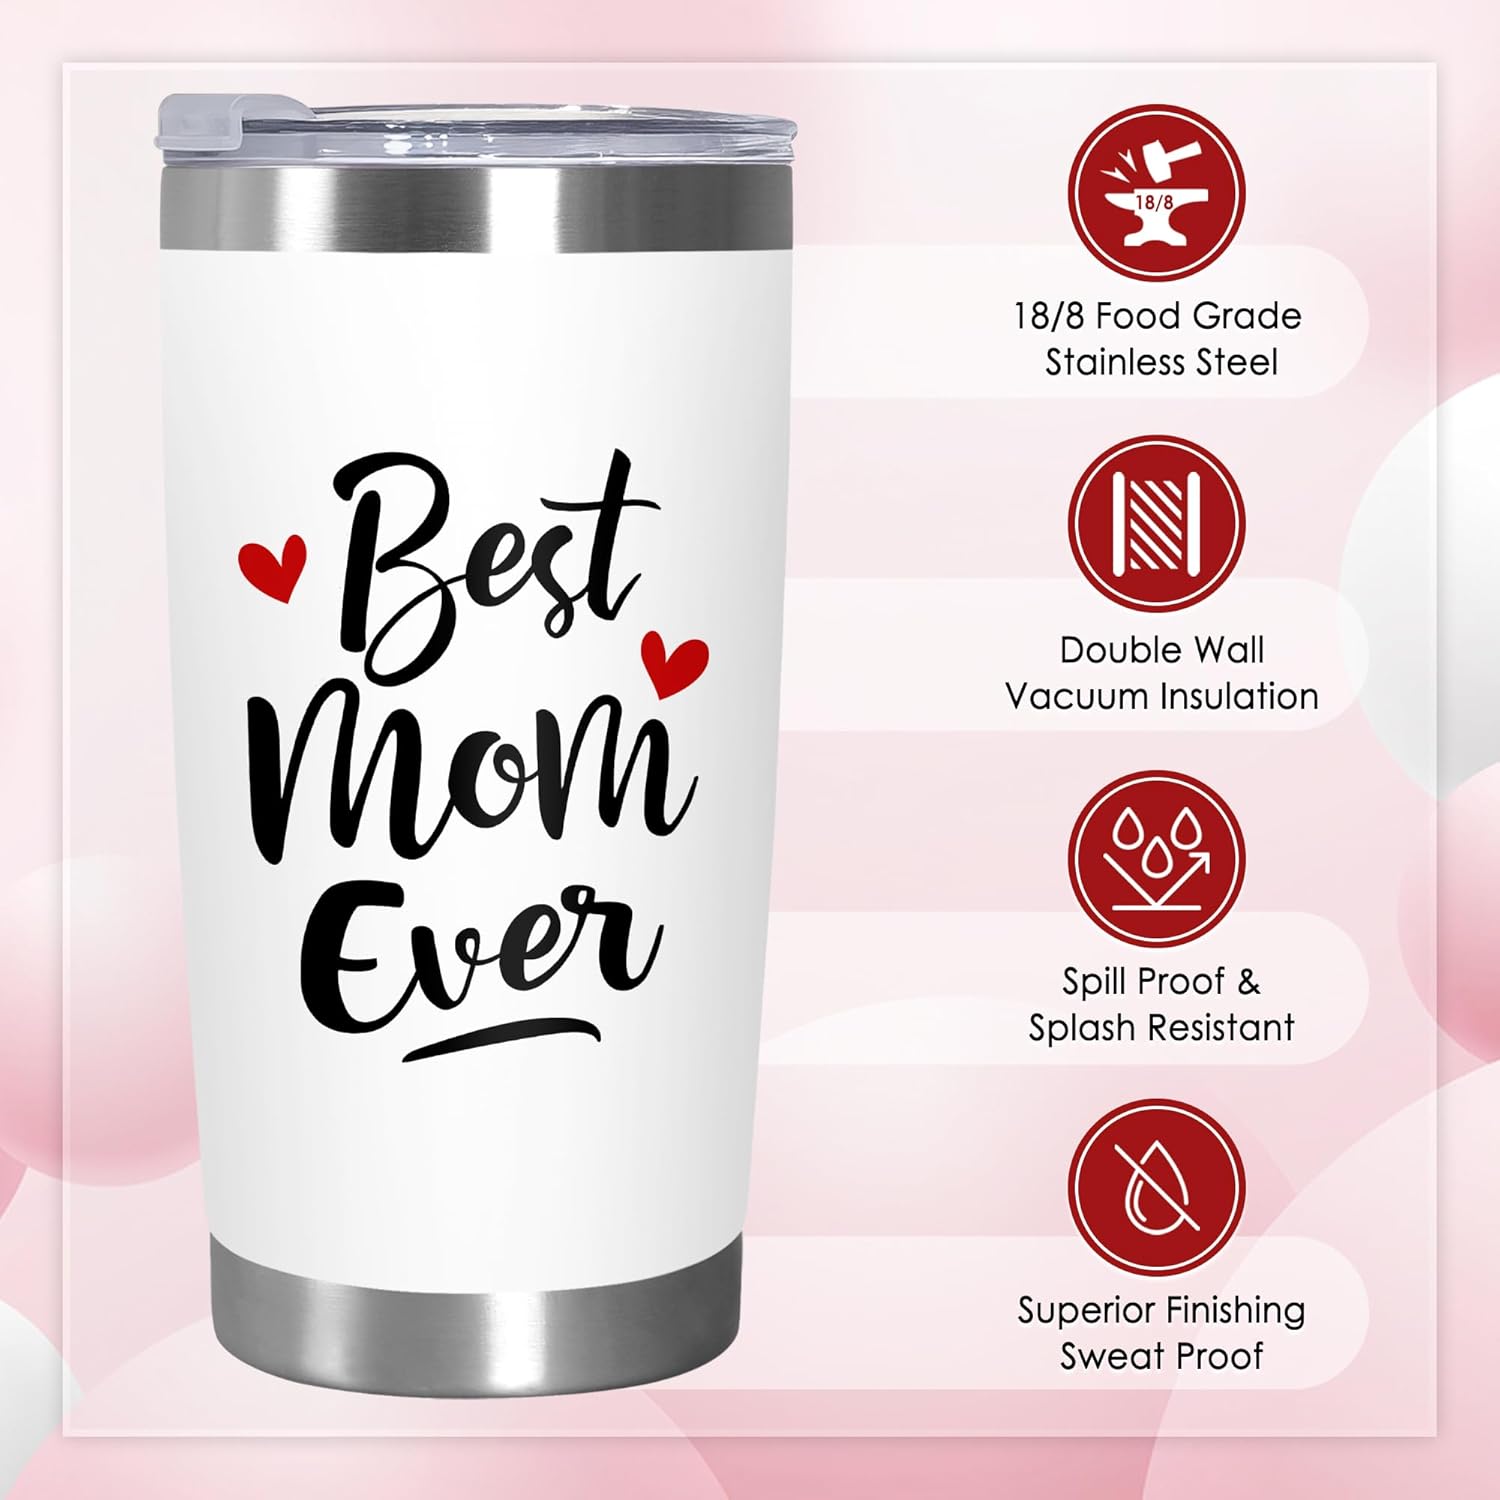 Best
Mom
Ever
18/8
18/8 Food Grade
Stainless Steel
Double Wall
Vacuum Insulation
Spill Proof &
Splash Resistant
Superior Finishing
Sweat Proof